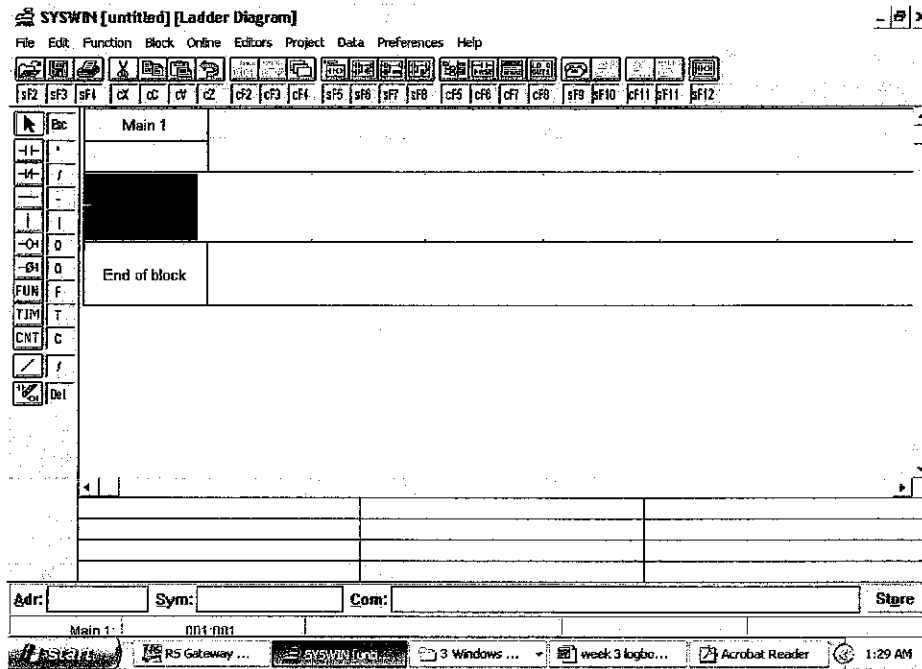 SYSWIN [untitled] [Ladder Diagram]
File Edit Function Block Online Editors Project Data Preferences Help
sF2 sF3 sF4 cX cC cV cZ cF2 cF3 cF4 sF5 sF6 sF7 sF8 cF5 cF6 cF7 cF8 sF9 sF10 cF11 sF11 sF12
Esc
Main 1
"
/
-
|
O
Q
End of block
FUN F
TIM T
CNT C
/
Del
Adr: Sym: Com: Store
Main 1 001:001
start RS Gateway ... SYSWIN [unti... 3 Windows ... week 3 logbo... Acrobat Reader 1:29 AM